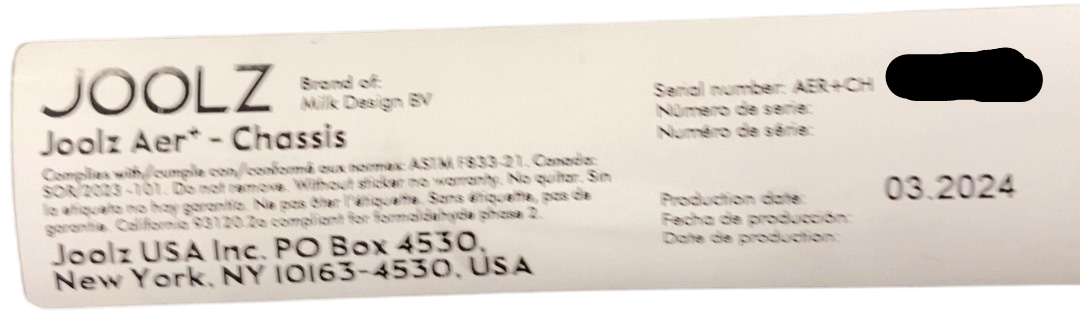 JOOLZ
Brand of:
Milk Design BV
Joolz Aer+ - Chassis
Complies with/cumple con/conformé aux normes: ASTM F833-21. Canada:
SOR/2023 -101. Do not remove. Without sticker no warranty. No quitar. Sin
la etiqueta no hay garantía. Ne pas ôter l'étiquette. Sans étiquette, pas de
garantie. California 93120.2e compliant for formaldehyde phase 2.
Joolz USA Inc. PO Box 4530,
New York, NY 10163-4530, USA
Serial number: AER+CH
Número de serie:
Numéro de série:
Production date: 03.2024
Fecha de producción:
Date de production: